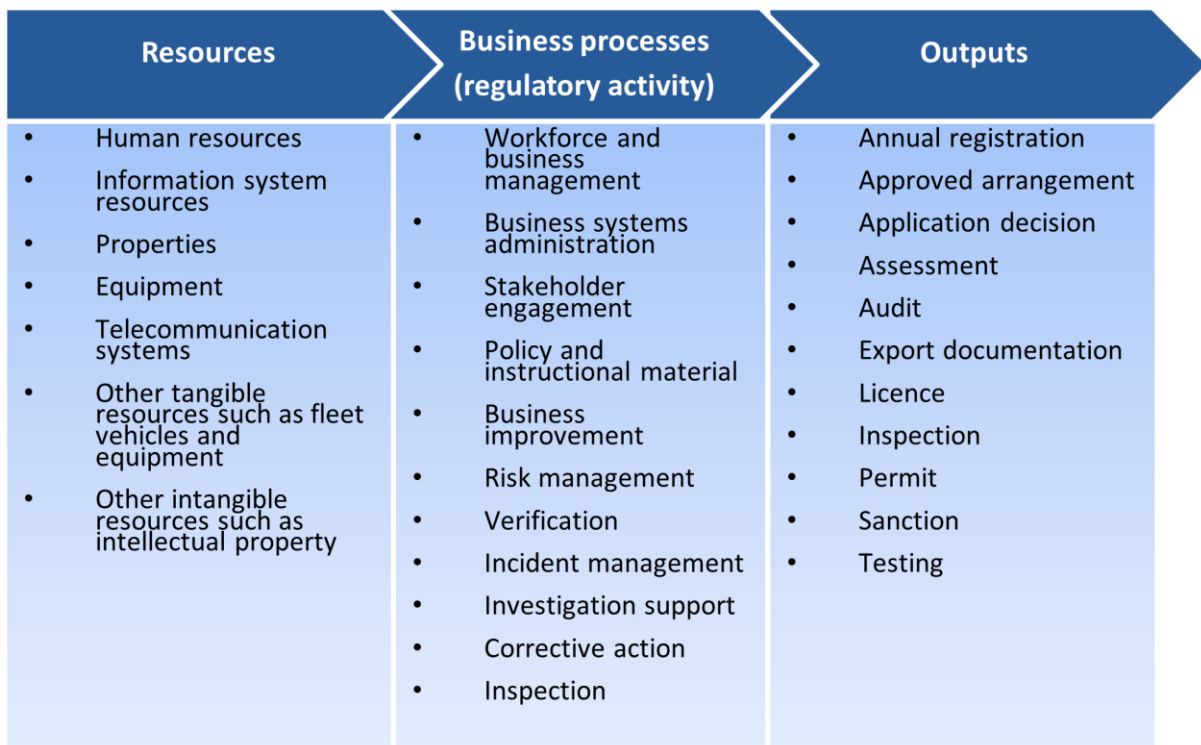 Resources
• Human resources
• Information system
resources
• Properties
• Equipment
• Telecommunication
systems
• Other tangible
resources such as fleet
vehicles and
equipment
• Other intangible
resources such as
intellectual property
Business processes
(regulatory activity)
• Workforce and
business
management
• Business systems
administration
• Stakeholder
engagement
• Policy and
instructional material
• Business
improvement
• Risk management
• Verification
• Incident management
• Investigation support
• Corrective action
• Inspection
Outputs
• Annual registration
• Approved arrangement
• Application decision
• Assessment
• Audit
• Export documentation
• Licence
• Inspection
• Permit
• Sanction
• Testing